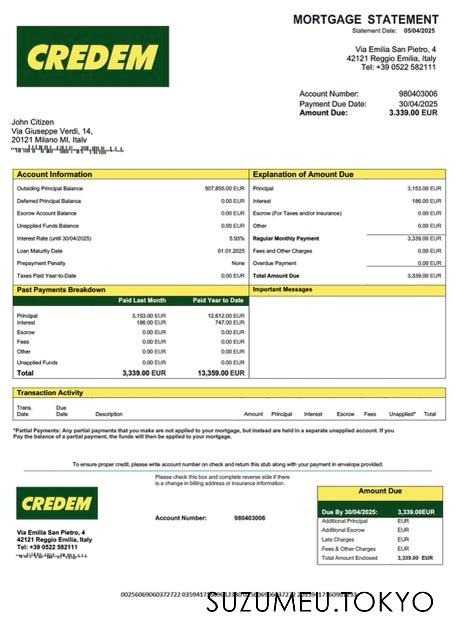 CREDEM
MORTGAGE STATEMENT
Statement Date: 05/04/2025
Via Emilia San Pietro, 4
42121 Reggio Emilia, Italy
Tel: +39 0522 582111
Account Number: 980403006
Payment Due Date: 30/04/2025
Amount Due: 3.339.00 EUR
John Citizen
Via Giuseppe Verdi, 14,
20121 Milano MI, Italy
Account Information
Outsiding Principal Balance 507,855.00 EUR
Deferred Principal Balance 0.00 EUR
Escrow Account Balance 0.00 EUR
Unapplied Funds Balance 0.00 EUR
Interest Rate (until 30/04/2025) 5.93%
Loan Maturity Date 01.01.2025
Prepayment Penalty None
Taxes Paid Year-to-Date 0.00 EUR
Explanation of Amount Due
Principal 3,153.00 EUR
Interest 186.00 EUR
Escrow (For Taxes and/or insurance) 0.00 EUR
Other 0.00 EUR
Regular Monthly Payment 3,339.00 EUR
Fees and Other Charges 0.00 EUR
Overdue Payment 0.00 EUR
Total Amount Due 3,339.00 EUR
Past Payments Breakdown
Paid Last Month Paid Year to Date
Principal 3,153.00 EUR 12,612.00 EUR
Interest 186.00 EUR 747.00 EUR
Escrow 0.00 EUR 0.00 EUR
Fees 0.00 EUR 0.00 EUR
Other 0.00 EUR 0.00 EUR
Unapplied Funds 0.00 EUR 0.00 EUR
Total 3,339.00 EUR 13,359.00 EUR
Important Messages
Transaction Activity
Trans. Date Due Date Description Amount Principal Interest Escrow Fees Unapplied* Total
*Partial Payments: Any partial payments that you make are not applied to your mortgage, but instead are held in a separate unapplied account. If you
Pay the balance of a partial payment, the funds will then be applied to your mortgage.
To ensure proper credit, please write account number on check and return this stub along with your payment in envelope provided.
Please check this box and complete reverse side if there
is a change in billing address or insurance information.
CREDEM
Via Emilia San Pietro, 4
42121 Reggio Emilia, Italy
Tel: +39 0522 582111
Account Number: 980403006
Amount Due
Due By 30/04/2025: 3,339.00EUR
Additional Principal EUR
Additional Escrow EUR
Late Charges EUR
Fees & Other Charges EUR
Total Amount Enclosed 3,339.00 EUR
SUZUMEU.TOKYO